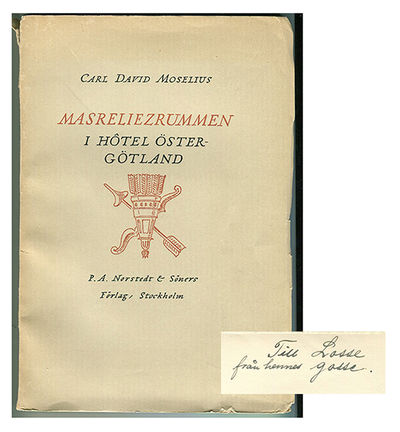 CARL DAVID MOSELIUS
MASRELIEZRUMMEN
I HÔTEL ÖSTER-
GÖTLAND
P. A. Norstedt & Söners
Förlag, Stockholm
Till Losse
från hennes gosse.